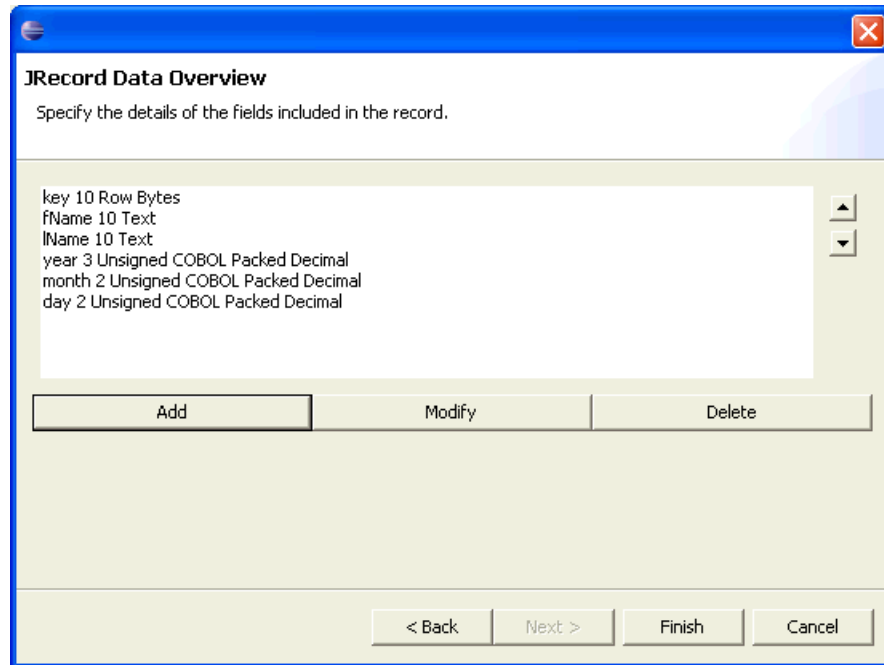 JRecord Data Overview
Specify the details of the fields included in the record.
key 10 Row Bytes
fName 10 Text
lName 10 Text
year 3 Unsigned COBOL Packed Decimal
month 2 Unsigned COBOL Packed Decimal
day 2 Unsigned COBOL Packed Decimal
Add Modify Delete
< Back Next > Finish Cancel